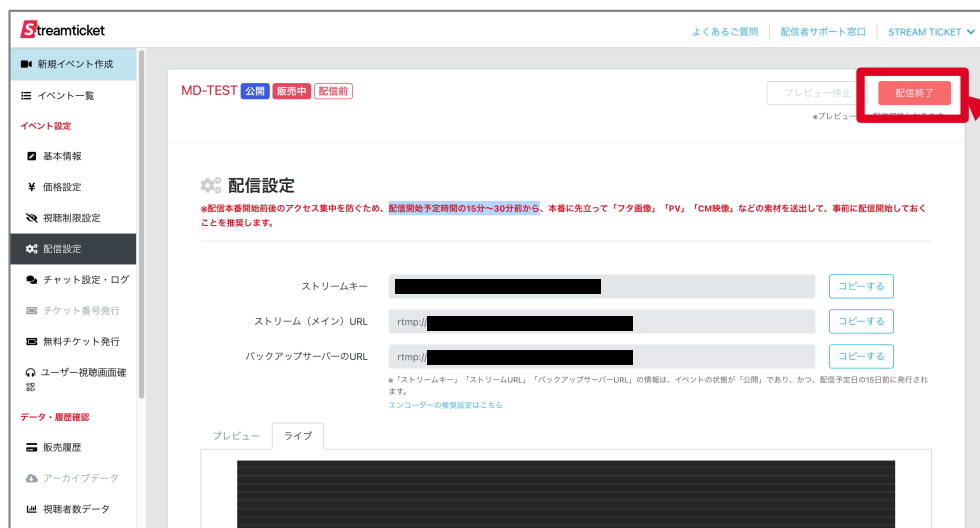 Streamticket
よくあるご質問
配信者サポート窓口
STREAM TICKET
新規イベント作成
イベント一覧
イベント設定
基本情報
価格設定
視聴制限設定
配信設定
チャット設定・ログ
チケット番号発行
無料チケット発行
ユーザー視聴画面確
認
データ・履歴確認
販売履歴
アーカイブデータ
視聴者数データ
MD-TEST 公開 販売中 配信前
プレビュー停止
配信終了
※プレビュー
配信設定
※配信本番開始前後のアクセス集中を防ぐため、配信開始予定時間の15分〜30分前から、本番に先立って「フタ画像」「PV」「CM映像」などの素材を送出して、事前に配信開始しておく
ことを推奨します。
ストリームキー
コピーする
ストリーム（メイン）URL
rtmp://
コピーする
バックアップサーバーのURL
rtmp://
コピーする
※「ストリームキー」「ストリームURL」「バックアップサーバーURL」の情報は、イベントの状態が「公開」であり、かつ、配信予定日の15日前に発行され
ます。
エンコーダーの推奨設定はこちら
プレビュー
ライブ